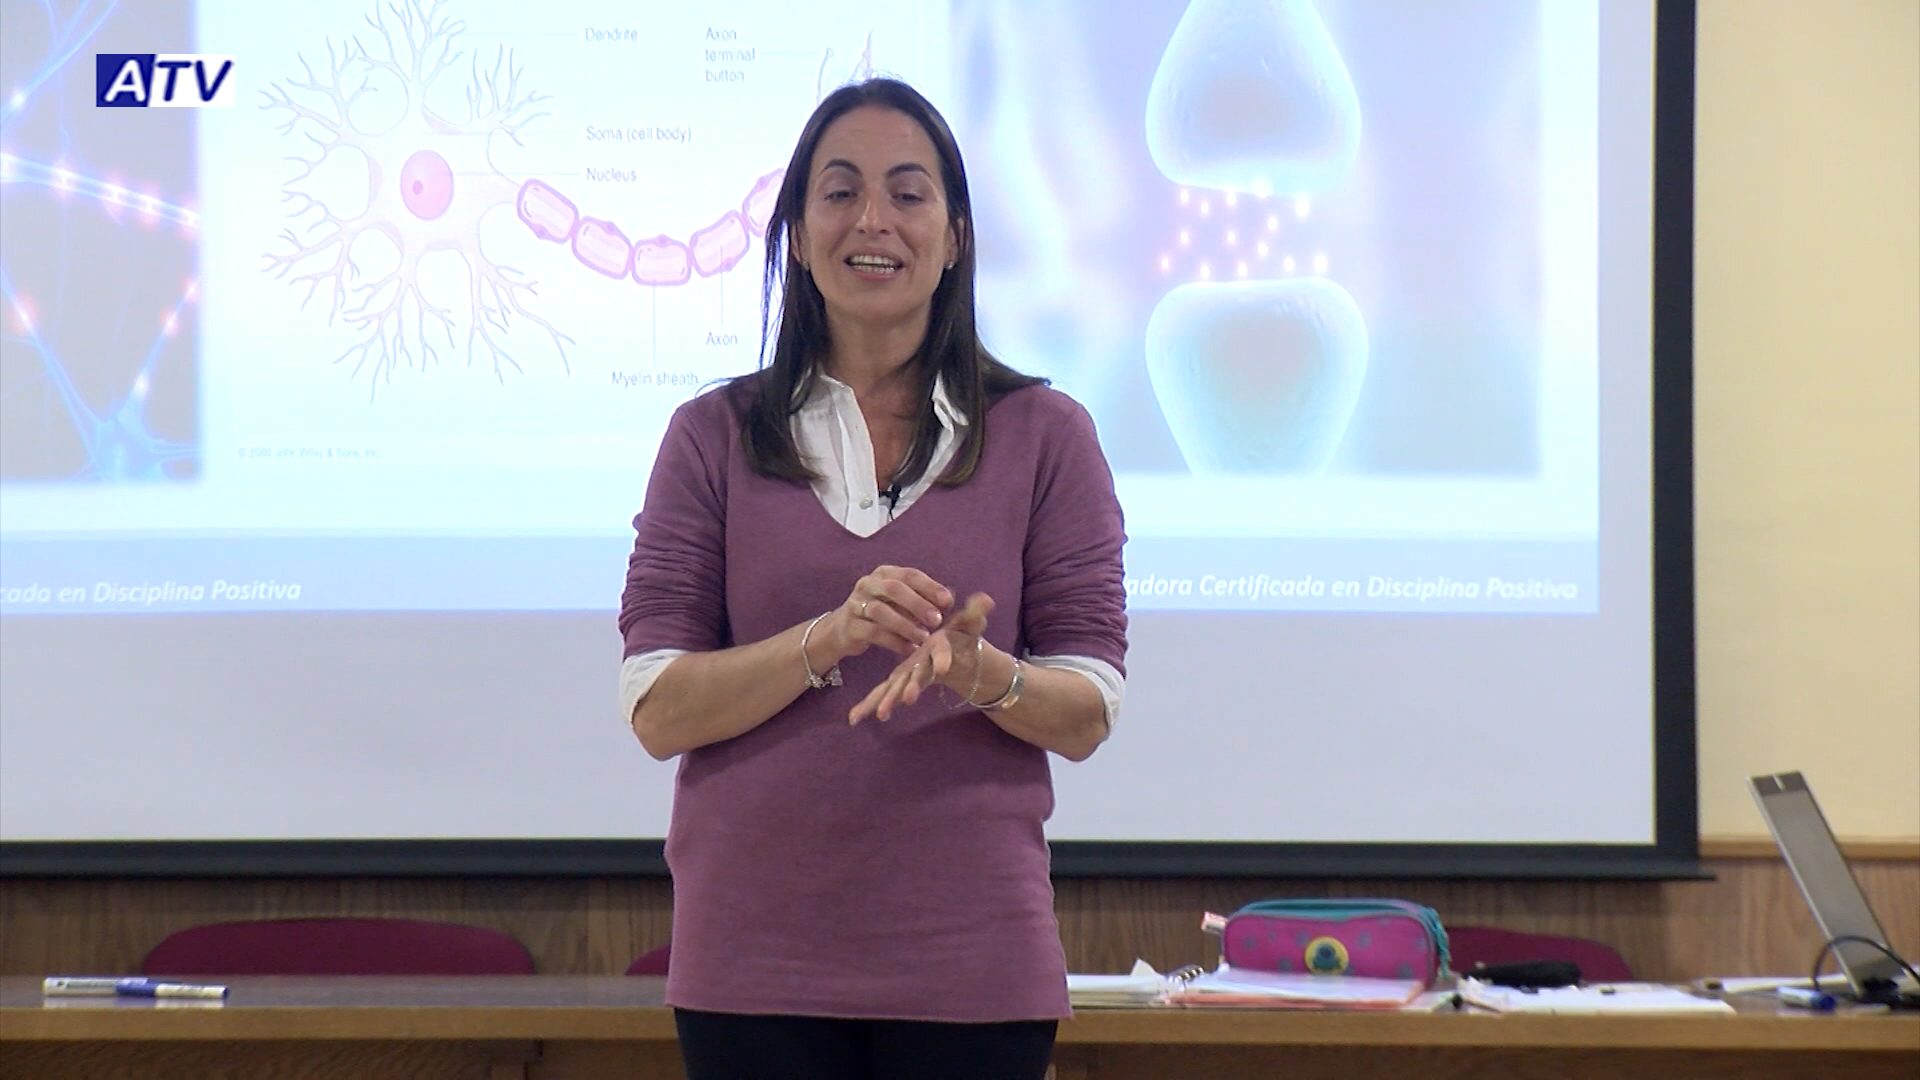 ATV
Dendrite
Axon
terminal
button
Soma (cell body)
Nucleus
Axon
Myelin sheath
cada en Disciplina Positiva
adora Certificada en Disciplina Positiva